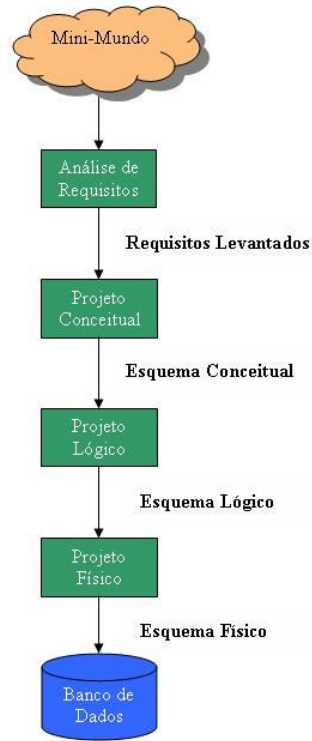 Mini-Mundo
Análise de
Requisitos
Requisitos Levantados
Projeto
Conceitual
Esquema Conceitual
Projeto
Lógico
Esquema Lógico
Projeto
Físico
Esquema Físico
Banco de
Dados